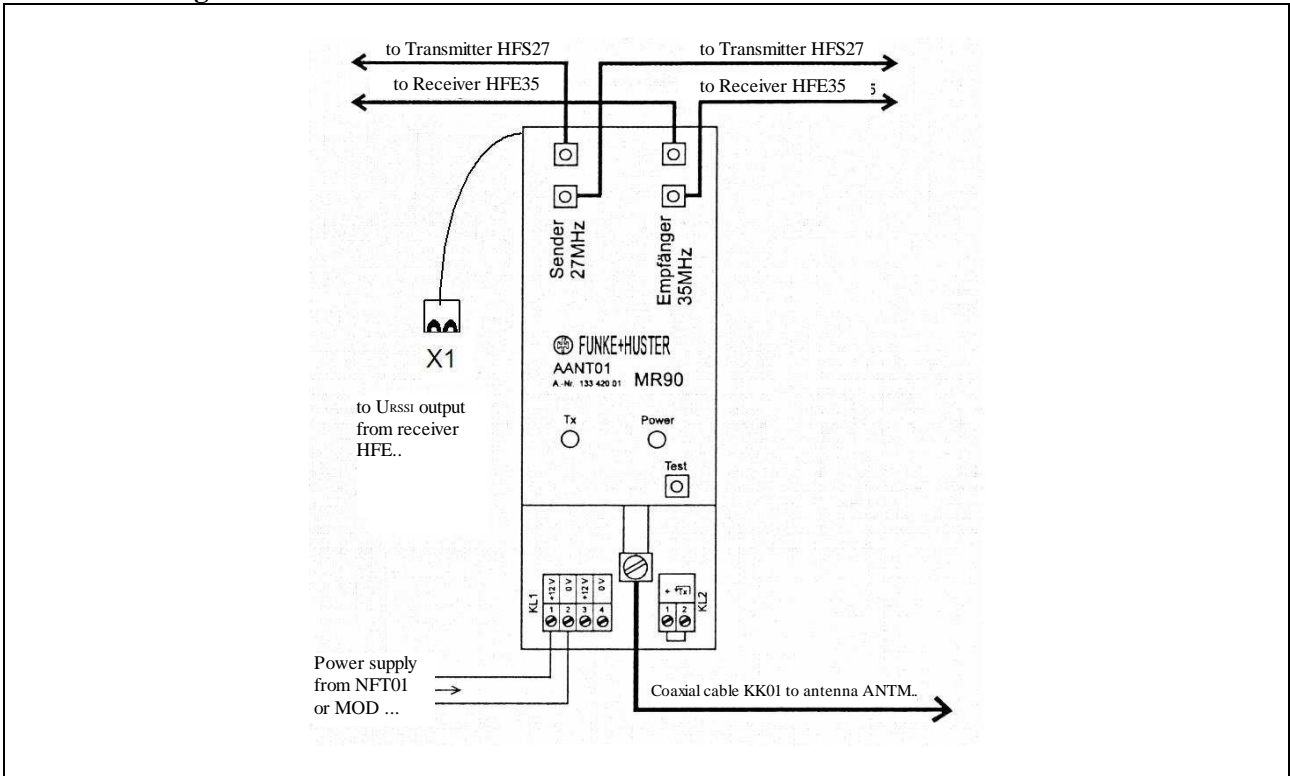 to Transmitter HFS27
to Transmitter HFS27
to Receiver HFE35
to Receiver HFE35
5
Sender
27MHz
Empfänger
35MHz
X1
FUNKE+HUSTER
AANT01
A.-Nr. 133 420 01 MR90
to URSSI output
from receiver
HFE..
Tx Power
Test
KL1
+12 V 0 V +12 V 0 V
1 2 3 4
+ Tx
1 2
KL2
Power supply
from NFT01
or MOD ...
Coaxial cable KK01 to antenna ANTM..